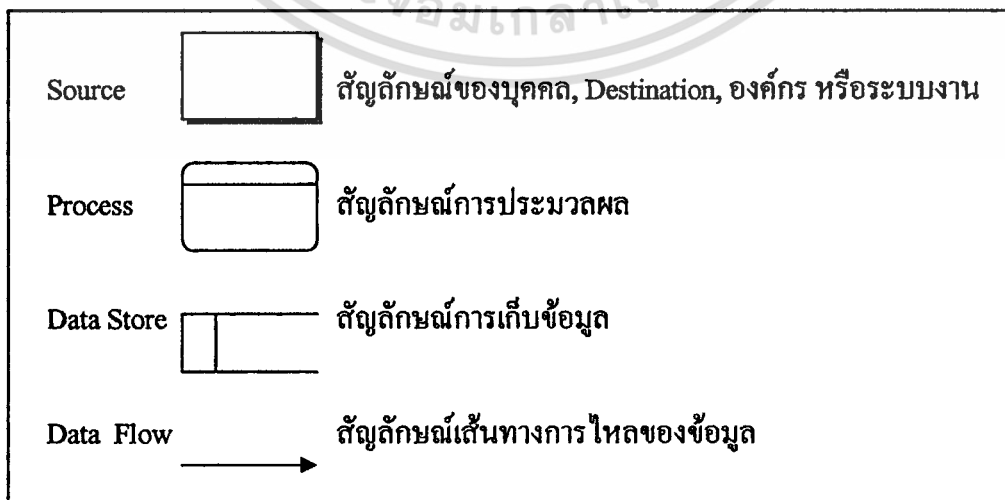 Source สัญลักษณ์ของบุคคล, Destination, องค์กร หรือระบบงาน
Process สัญลักษณ์การประมวลผล
Data Store สัญลักษณ์การเก็บข้อมูล
Data Flow สัญลักษณ์เส้นทางการไหลของข้อมูล